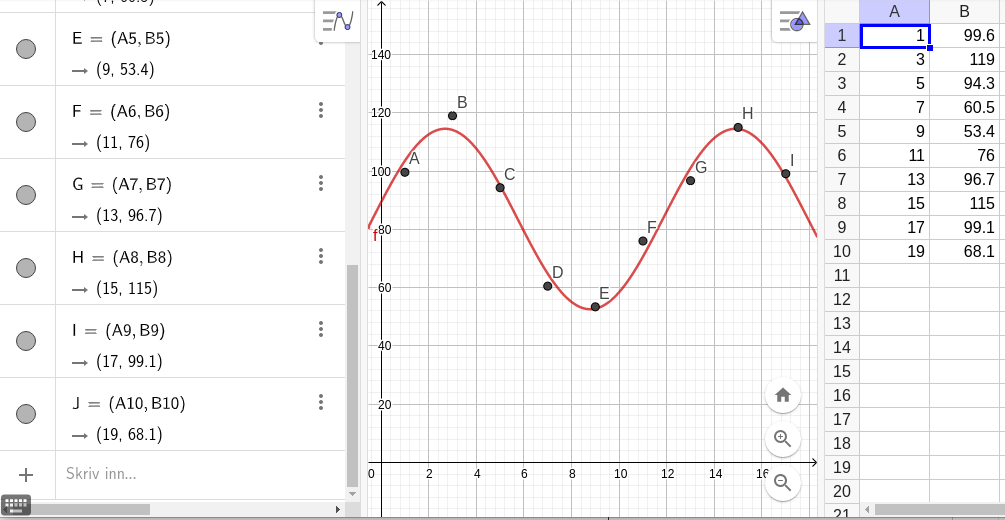 E = (A5, B5)
→ (9, 53.4)
F = (A6, B6)
→ (11, 76)
G = (A7, B7)
→ (13, 96.7)
H = (A8, B8)
→ (15, 115)
I = (A9, B9)
→ (17, 99.1)
J = (A10, B10)
→ (19, 68.1)
+ Skriv inn…
140
120
100
80
60
40
20
0 2 4 6 8 10 12 14 16
A
B
C
D
E
F
G
H
I
f
A B
1 1 99.6
2 3 119
3 5 94.3
4 7 60.5
5 9 53.4
6 11 76
7 13 96.7
8 15 115
9 17 99.1
10 19 68.1
11
12
13
14
15
16
17
18
19
20
21